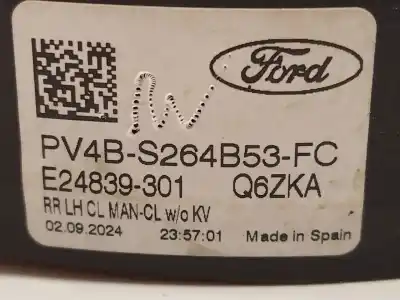 Ford
PV4B-S264B53-FC
E24839-301 Q6ZKA
RR LH CL MAN-CL w/o KV
02.09.2024 23:57:01 Made in Spain